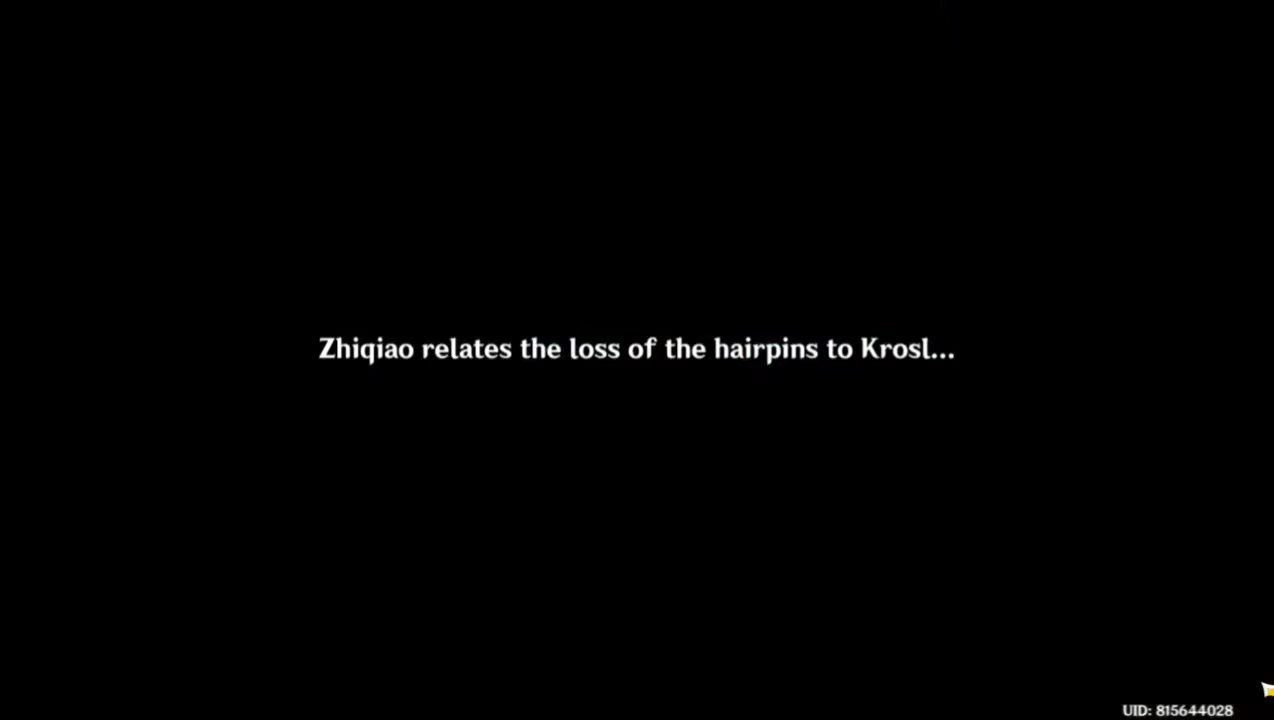 Zhiqiao relates the loss of the hairpins to Krosl...
UID: 815644028